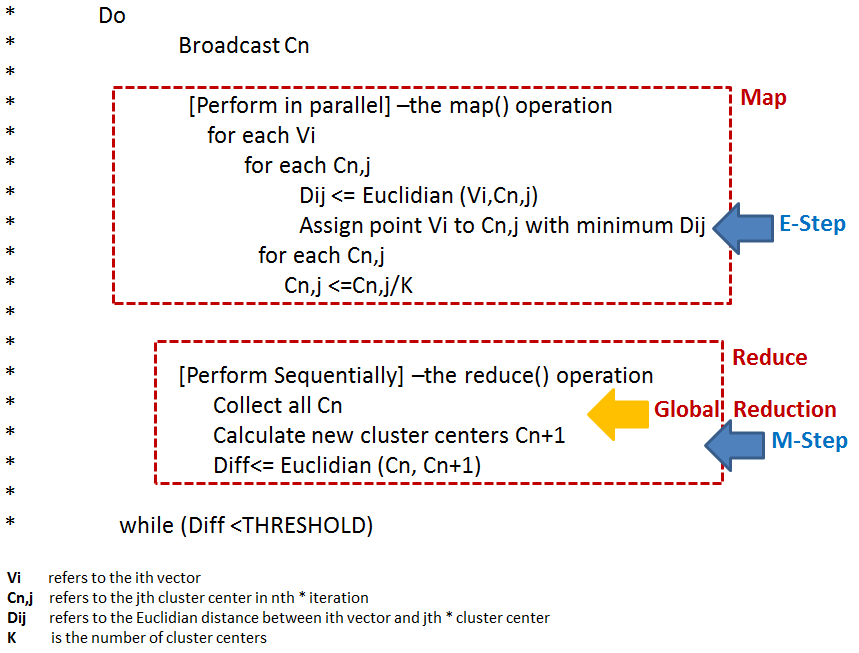 * Do
* Broadcast Cn
*
* [Perform in parallel] –the map() operation Map
* for each Vi
* for each Cn,j
* Dij <= Euclidian (Vi,Cn,j)
* Assign point Vi to Cn,j with minimum Dij E-Step
* for each Cn,j
* Cn,j <=Cn,j/K
*
* Reduce
* [Perform Sequentially] –the reduce() operation
* Collect all Cn Global Reduction
* Calculate new cluster centers Cn+1 M-Step
* Diff<= Euclidian (Cn, Cn+1)
*
* while (Diff <THRESHOLD)
Vi refers to the ith vector
Cn,j refers to the jth cluster center in nth * iteration
Dij refers to the Euclidian distance between ith vector and jth * cluster center
K is the number of cluster centers